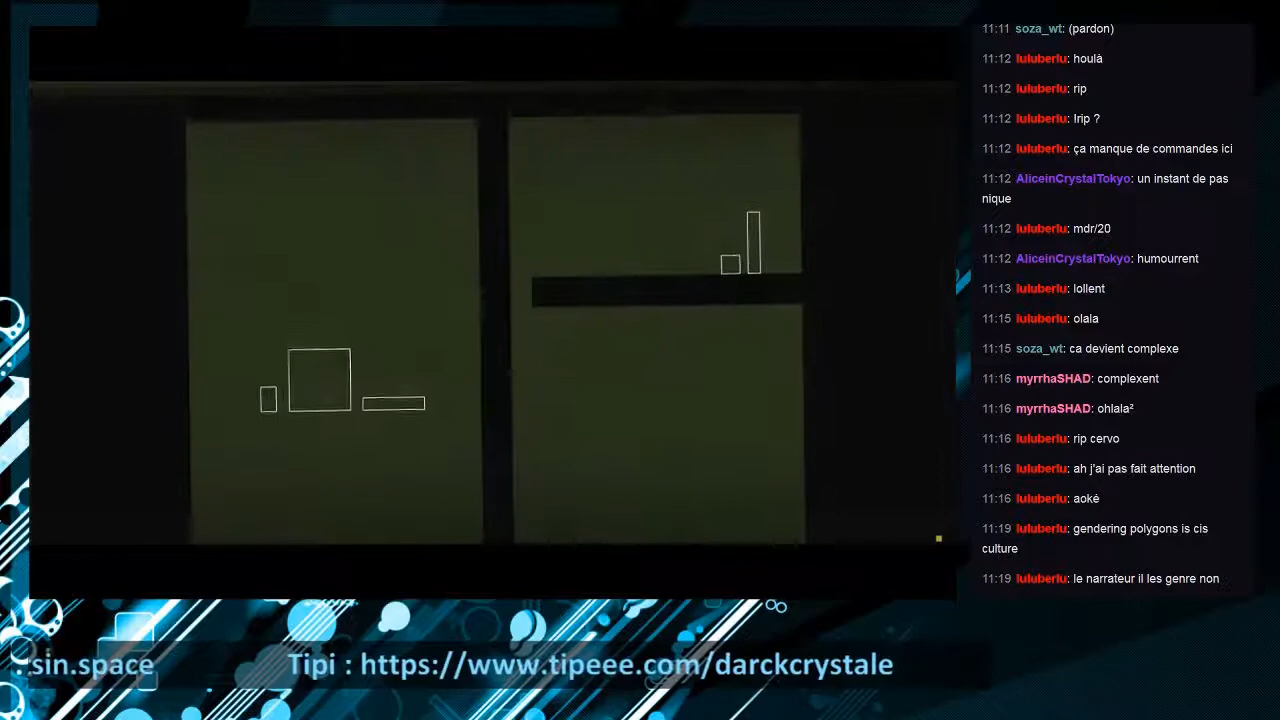 11:11 soza_wt: (pardon)
11:12 luluberlu: houlà
11:12 luluberlu: rip
11:12 luluberlu: !rip ?
11:12 luluberlu: ça manque de commandes ici
11:12 AliceinCrystalTokyo: un instant de pas
nique
11:12 luluberlu: mdr/20
11:12 AliceinCrystalTokyo: humourrent
11:13 luluberlu: lollent
11:15 luluberlu: olala
11:15 soza_wt: ca devient complexe
11:16 myrrhaSHAD: complexent
11:16 myrrhaSHAD: ohlala²
11:16 luluberlu: rip cervo
11:16 luluberlu: ah j'ai pas fait attention
11:16 luluberlu: aoké
11:19 luluberlu: gendering polygons is cis
culture
11:19 luluberlu: le narrateur il les genre non
sin.space
Tipi : https://www.tipeee.com/darckcrystale